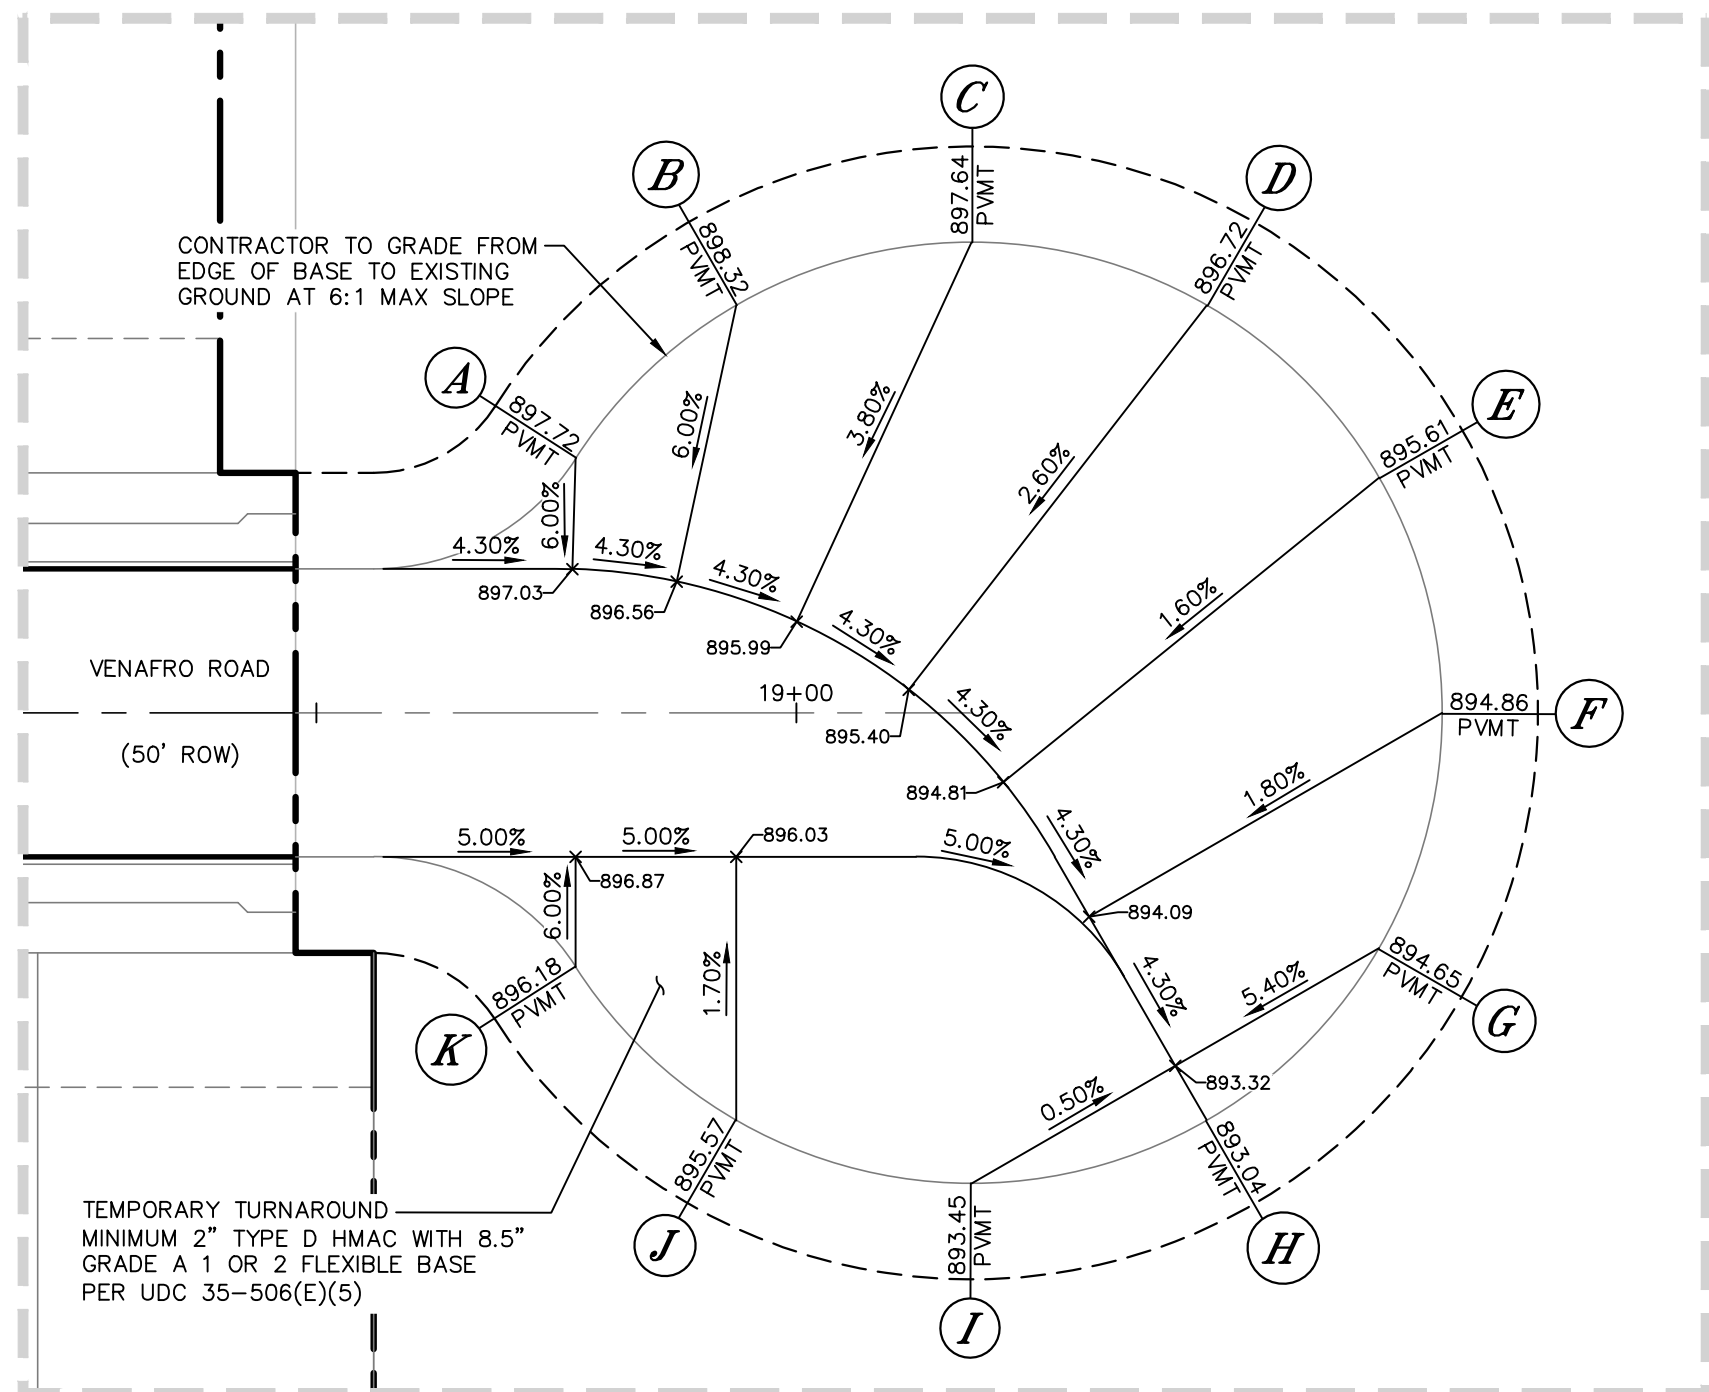 C
B
D
897.64
PVMT
898.32
PVMT
896.72
PVMT
CONTRACTOR TO GRADE FROM
EDGE OF BASE TO EXISTING
GROUND AT 6:1 MAX SLOPE
A
E
897.72
PVMT
895.61
PVMT
6.00%
3.80%
2.60%
6.00%
4.30%
4.30%
4.30%
4.30%
1.60%
897.03
896.56
895.99
VENAFRO ROAD
19+00
4.30%
894.86
PVMT
F
895.40
(50' ROW)
894.81
1.80%
4.30%
5.00%
5.00%
896.03
5.00%
896.87
6.00%
894.09
1.70%
4.30%
5.40%
894.65
PVMT
G
896.18
PVMT
K
893.32
0.50%
895.57
PVMT
893.04
PVMT
893.45
PVMT
J
H
I
TEMPORARY TURNAROUND
MINIMUM 2" TYPE D HMAC WITH 8.5"
GRADE A 1 OR 2 FLEXIBLE BASE
PER UDC 35-506(E)(5)